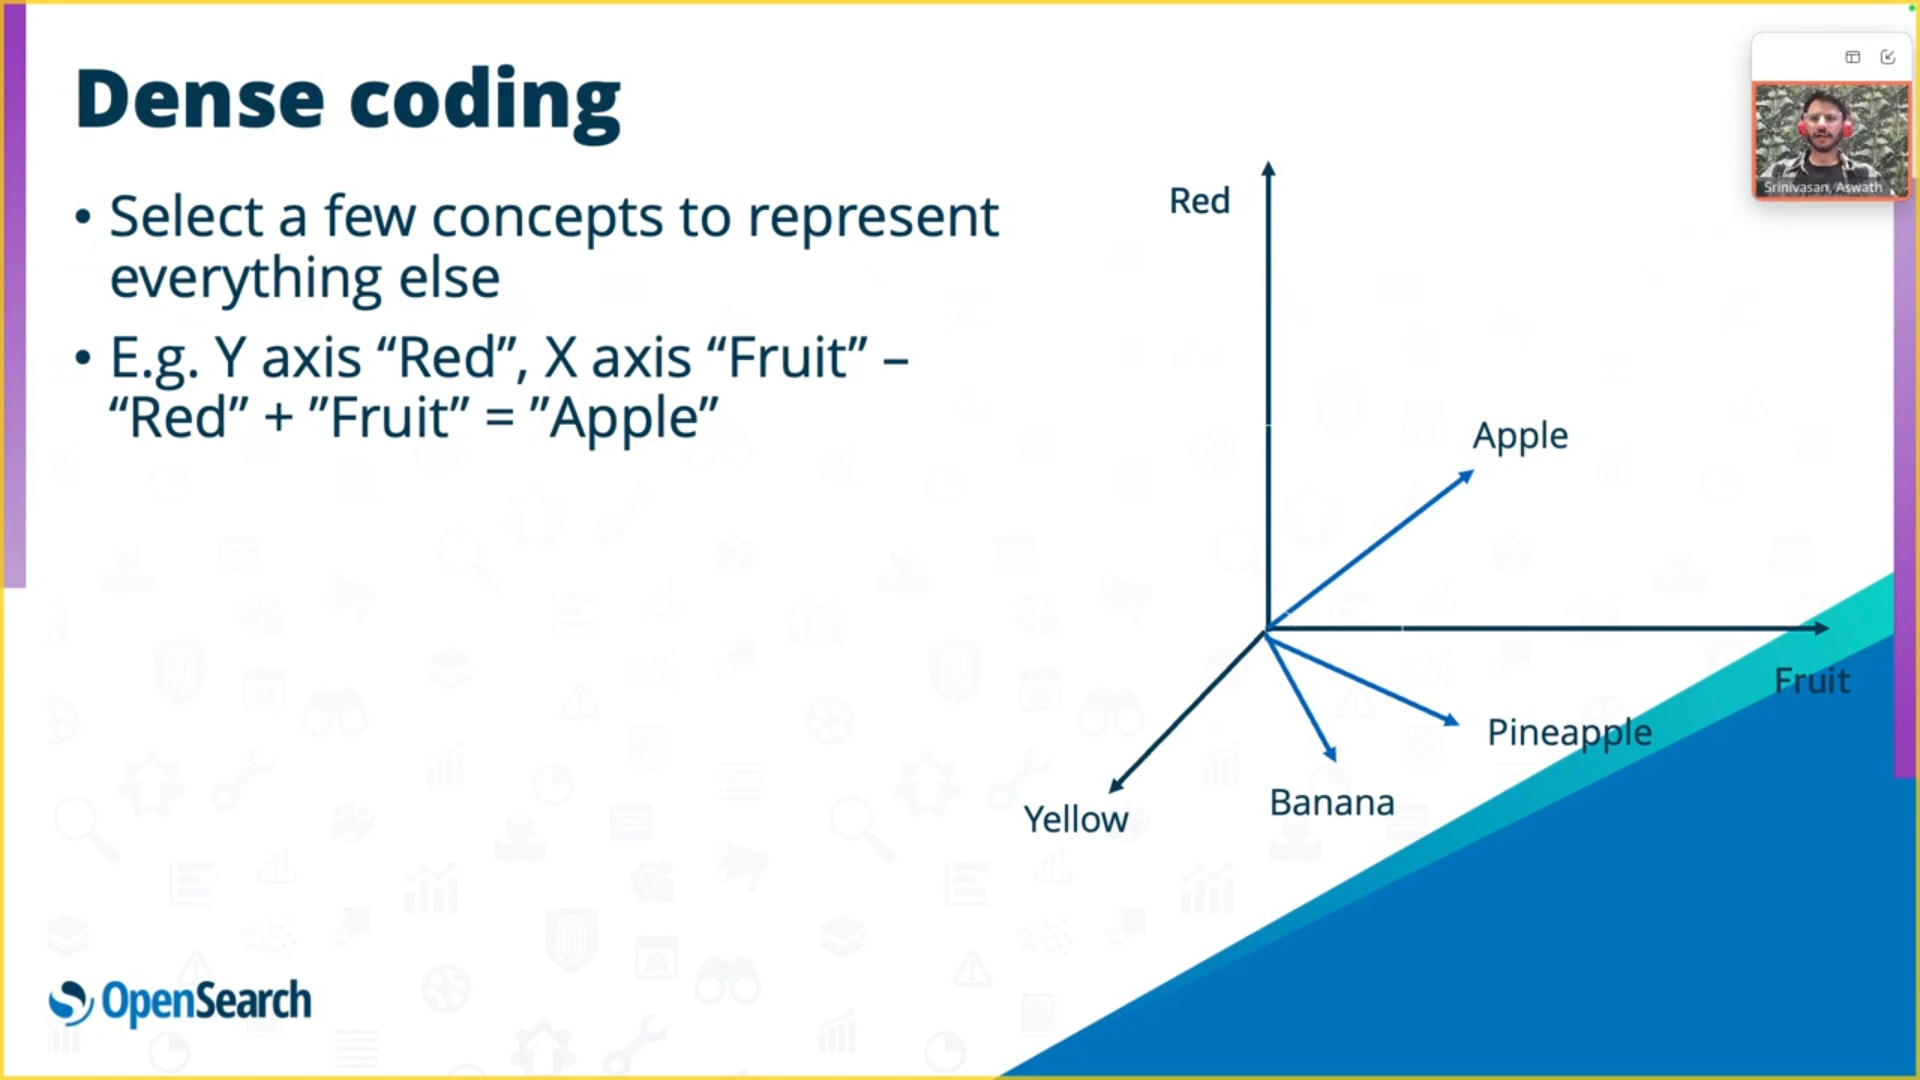 Dense coding
• Select a few concepts to represent
everything else
• E.g. Y axis “Red”, X axis “Fruit” –
“Red” + ”Fruit” = ”Apple”
Red
Apple
Fruit
Pineapple
Banana
Yellow
Srinivasan, Aswath
OpenSearch